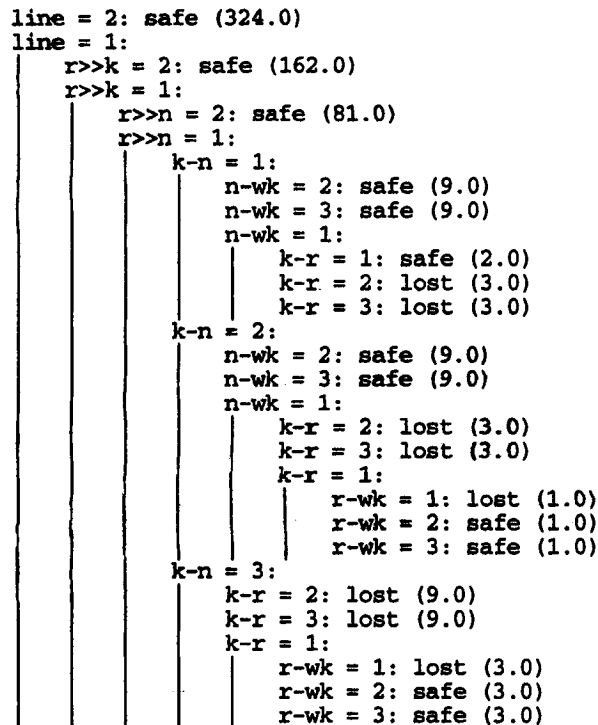 line = 2: safe (324.0)
line = 1:
r>>k = 2: safe (162.0)
r>>k = 1:
r>>n = 2: safe (81.0)
r>>n = 1:
k-n = 1:
n-wk = 2: safe (9.0)
n-wk = 3: safe (9.0)
n-wk = 1:
k-r = 1: safe (2.0)
k-r = 2: lost (3.0)
k-r = 3: lost (3.0)
k-n = 2:
n-wk = 2: safe (9.0)
n-wk = 3: safe (9.0)
n-wk = 1:
k-r = 2: lost (3.0)
k-r = 3: lost (3.0)
k-r = 1:
r-wk = 1: lost (1.0)
r-wk = 2: safe (1.0)
r-wk = 3: safe (1.0)
k-n = 3:
k-r = 2: lost (9.0)
k-r = 3: lost (9.0)
k-r = 1:
r-wk = 1: lost (3.0)
r-wk = 2: safe (3.0)
r-wk = 3: safe (3.0)